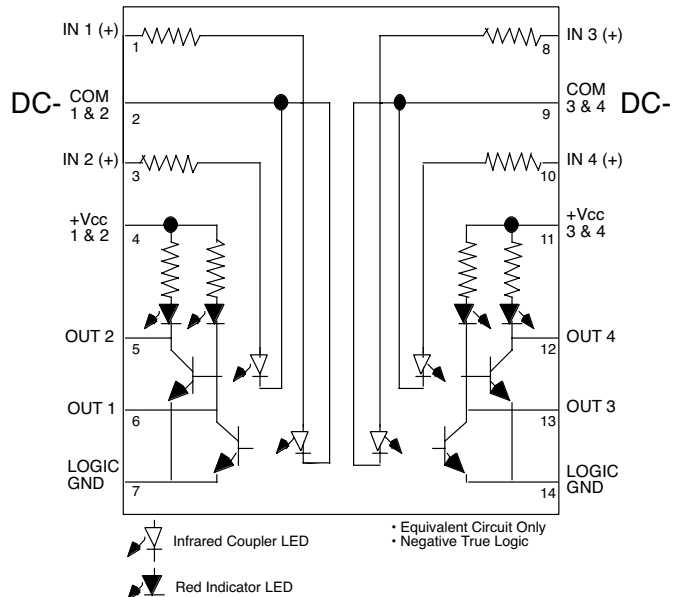 IN 1 (+)
1
DC- COM
1 & 2
2
IN 2 (+)
3
+Vcc
1 & 2
4
OUT 2
5
OUT 1
6
LOGIC
GND
7
IN 3 (+)
8
COM
3 & 4 DC-
9
IN 4 (+)
10
+Vcc
3 & 4
11
OUT 4
12
OUT 3
13
LOGIC
GND
14
Infrared Coupler LED
Red Indicator LED
• Equivalent Circuit Only
• Negative True Logic